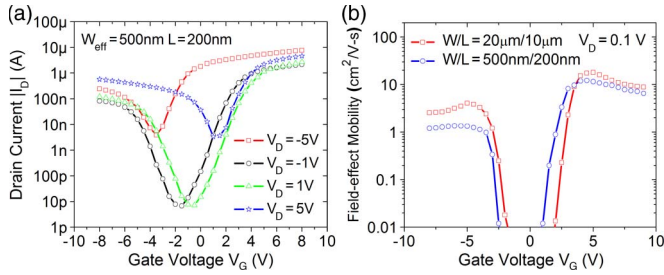 (a)
W_eff = 500nm L = 200nm
Drain Current |I_D| (A)
100µ
10µ
1µ
100n
10n
1n
100p
10p
1p
V_D = -5V
V_D = -1V
V_D = 1V
V_D = 5V
-10 -8 -6 -4 -2 0 2 4 6 8 10
Gate Voltage V_G (V)
(b)
W/L = 20µm/10µm V_D = 0.1 V
W/L = 500nm/200nm
Field-effect Mobility (cm²/V-s)
100
10
1
0.1
0.01
-10 -5 0 5 10
Gate Voltage V_G (V)